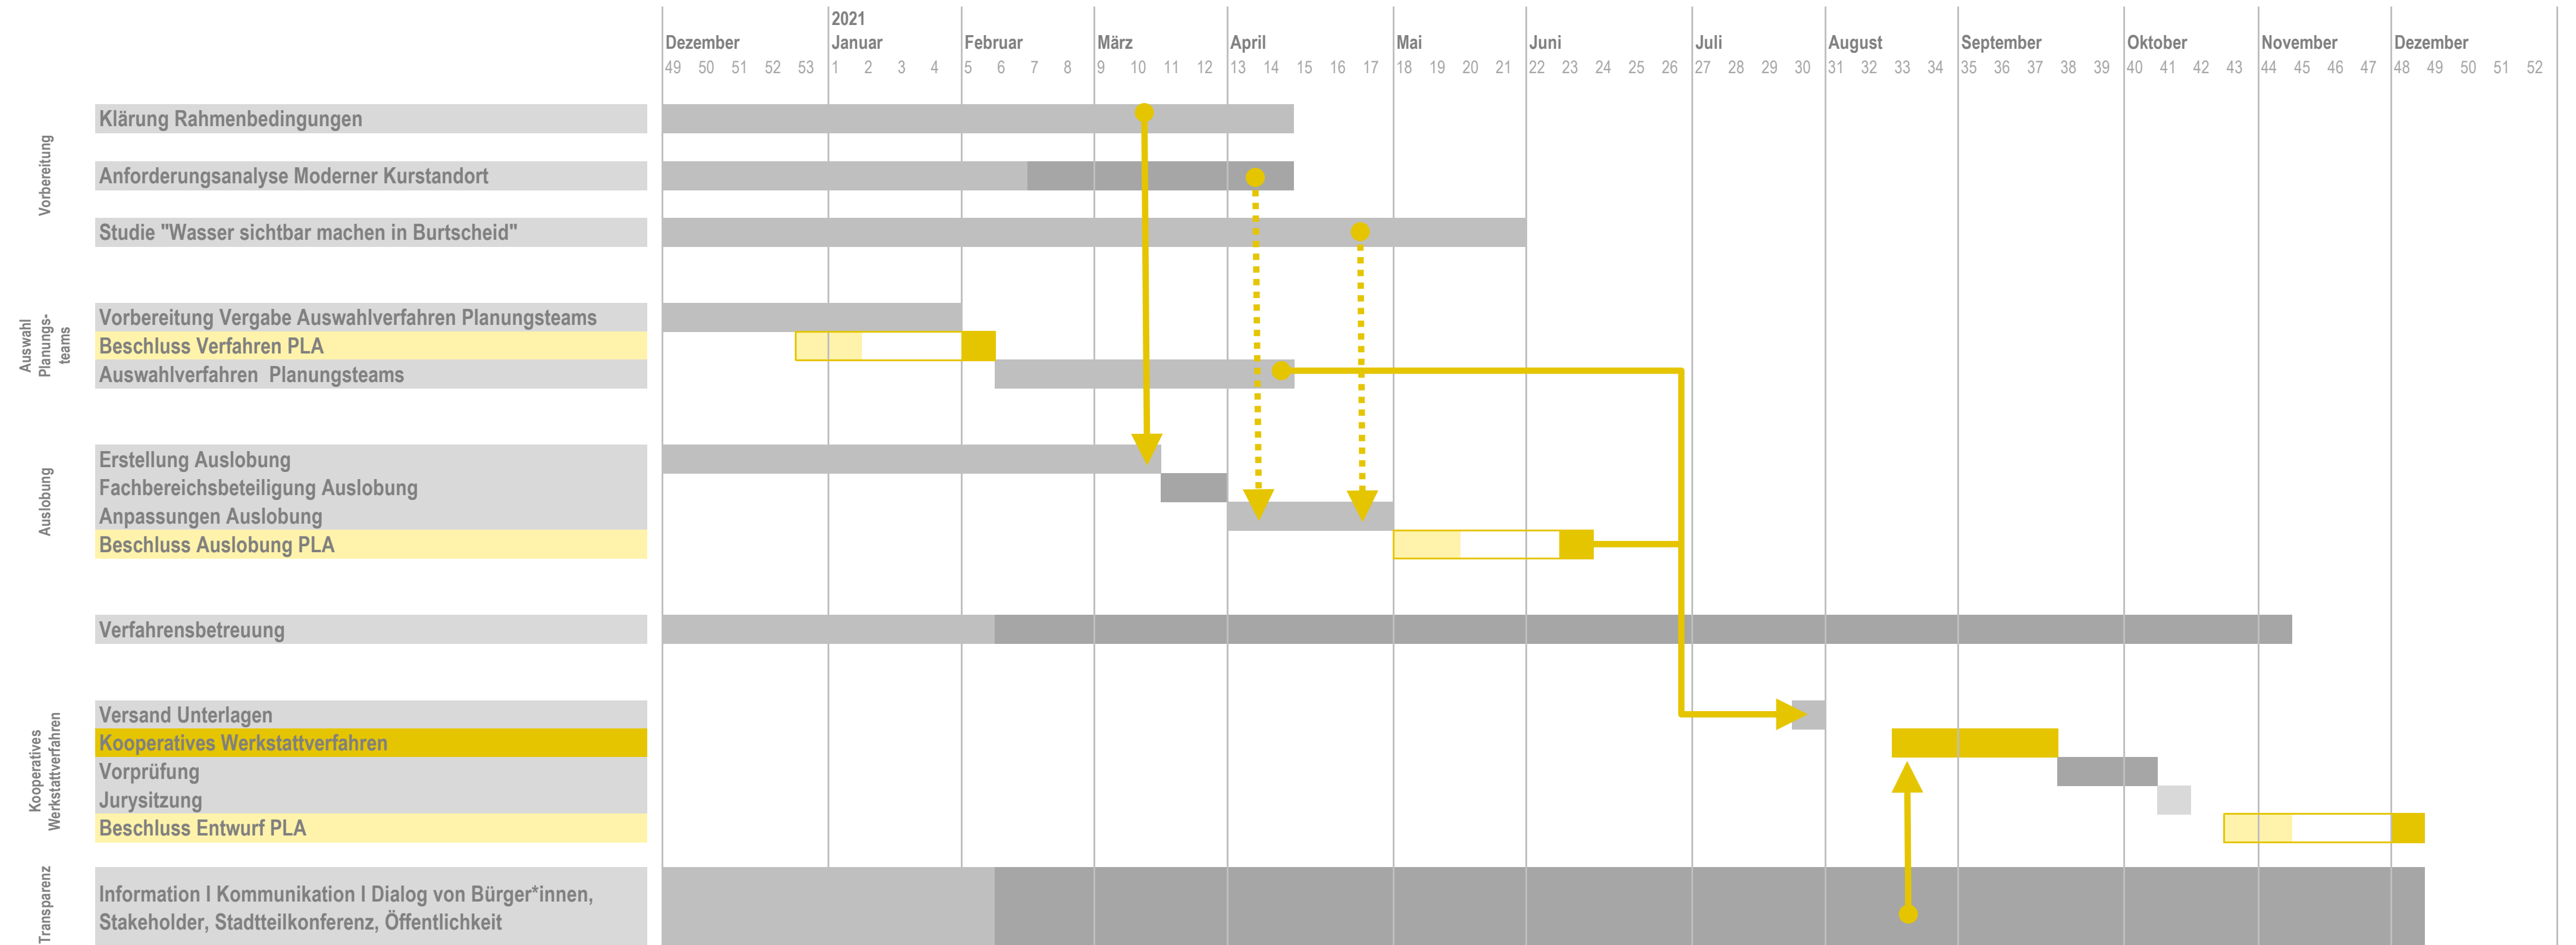 2021
Dezember Januar Februar März April Mai Juni Juli August September Oktober November Dezember
49 50 51 52 53 1 2 3 4 5 6 7 8 9 10 11 12 13 14 15 16 17 18 19 20 21 22 23 24 25 26 27 28 29 30 31 32 33 34 35 36 37 38 39 40 41 42 43 44 45 46 47 48 49 50 51 52
Vorbereitung
Klärung Rahmenbedingungen
Anforderungsanalyse Moderner Kurstandort
Studie "Wasser sichtbar machen in Burtscheid"
Auswahl
Planungs-
teams
Vorbereitung Vergabe Auswahlverfahren Planungsteams
Beschluss Verfahren PLA
Auswahlverfahren Planungsteams
Auslobung
Erstellung Auslobung
Fachbereichsbeteiligung Auslobung
Anpassungen Auslobung
Beschluss Auslobung PLA
Verfahrensbetreuung
Kooperatives
Werkstattverfahren
Versand Unterlagen
Kooperatives Werkstattverfahren
Vorprüfung
Jurysitzung
Beschluss Entwurf PLA
Transparenz
Information I Kommunikation I Dialog von Bürger*innen,
Stakeholder, Stadtteilkonferenz, Öffentlichkeit